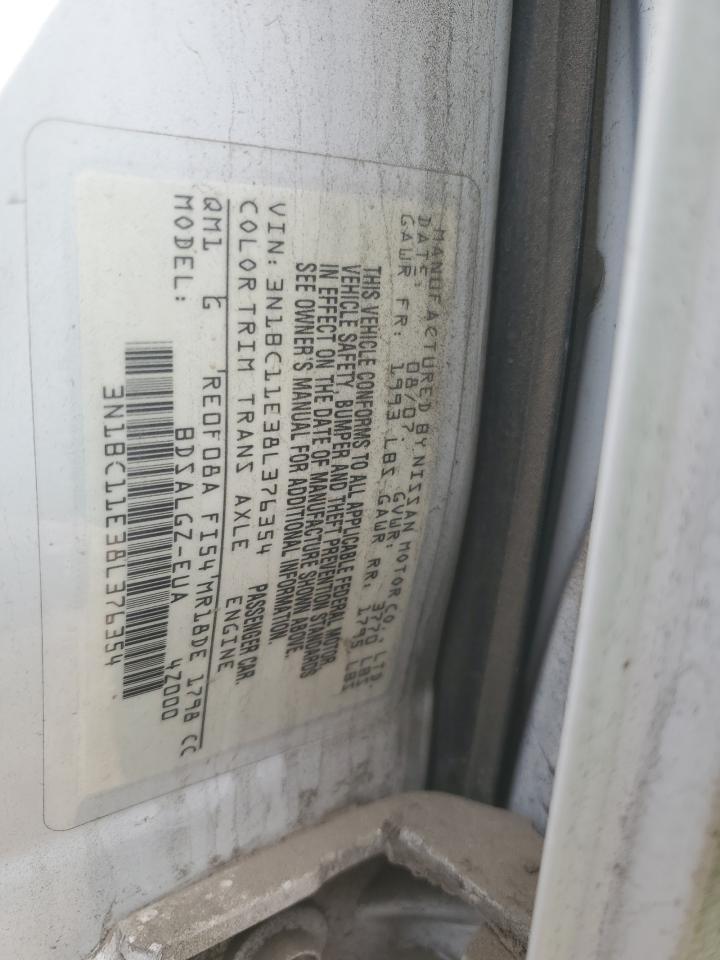 MANUFACTURED BY NISSAN MOTOR CO., LTD.
DATE: 08/07. GVWR: 3770 LBS
GAWR FR: 1993 LBS GAWR RR: 1795 LBS
THIS VEHICLE CONFORMS TO ALL APPLICABLE FEDERAL MOTOR
VEHICLE SAFETY, BUMPER AND THEFT PREVENTION STANDARDS
IN EFFECT ON THE DATE OF MANUFACTURE SHOWN ABOVE.
SEE OWNER'S MANUAL FOR ADDITIONAL INFORMATION.
VIN: 3N1BC11E38L376354 PASSENGER CAR.
COLOR TRIM TRANS AXLE ENGINE
QM1 G RE0F08A FI54 MR18DE 1798 CC
MODEL: BDSALGZ-EUA 4Z000
3N1BC11E38L376354